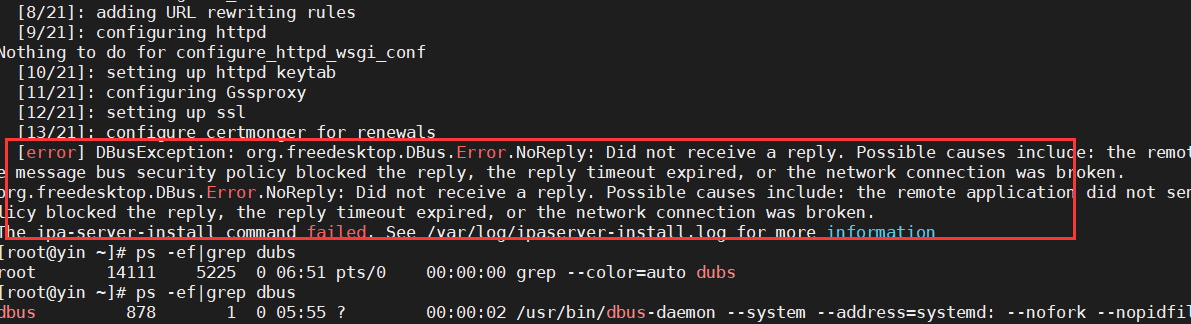 [8/21]: adding URL rewriting rules
[9/21]: configuring httpd
Nothing to do for configure_httpd_wsgi_conf
[10/21]: setting up httpd keytab
[11/21]: configuring Gssproxy
[12/21]: setting up ssl
[13/21]: configure certmonger for renewals
[error] DBusException: org.freedesktop.DBus.Error.NoReply: Did not receive a reply. Possible causes include: the remot
e message bus security policy blocked the reply, the reply timeout expired, or the network connection was broken.
org.freedesktop.DBus.Error.NoReply: Did not receive a reply. Possible causes include: the remote application did not sen
licy blocked the reply, the reply timeout expired, or the network connection was broken.
The ipa-server-install command failed. See /var/log/ipaserver-install.log for more information
[root@yin ~]# ps -ef|grep dubs
root 14111 5225 0 06:51 pts/0 00:00:00 grep --color=auto dubs
[root@yin ~]# ps -ef|grep dbus
dbus 878 1 0 05:55 ? 00:00:02 /usr/bin/dbus-daemon --system --address=systemd: --nofork --nopidfil